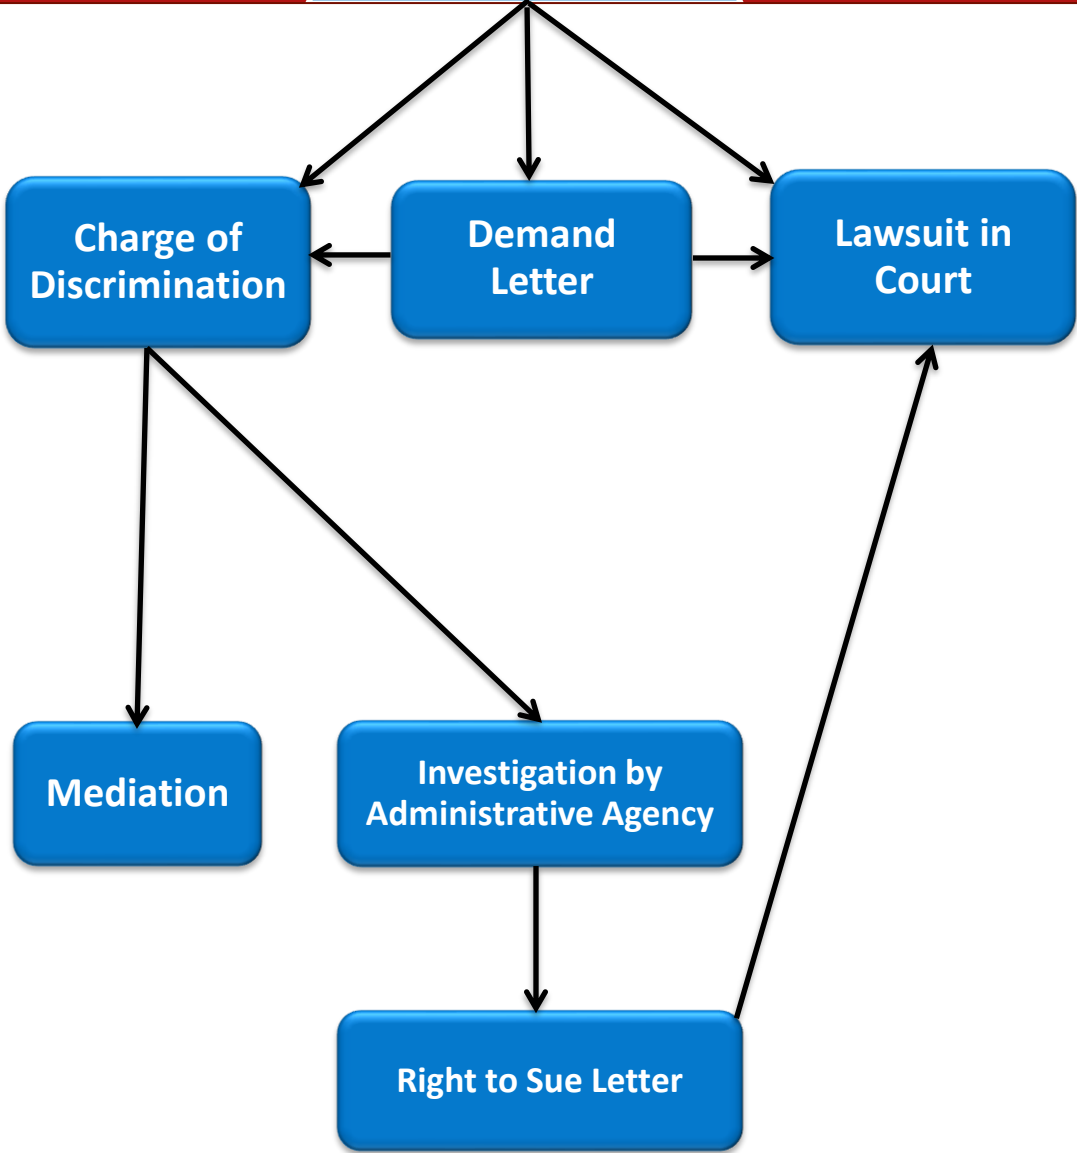 Charge of
Discrimination
Demand
Letter
Lawsuit in
Court
Mediation
Investigation by
Administrative Agency
Right to Sue Letter